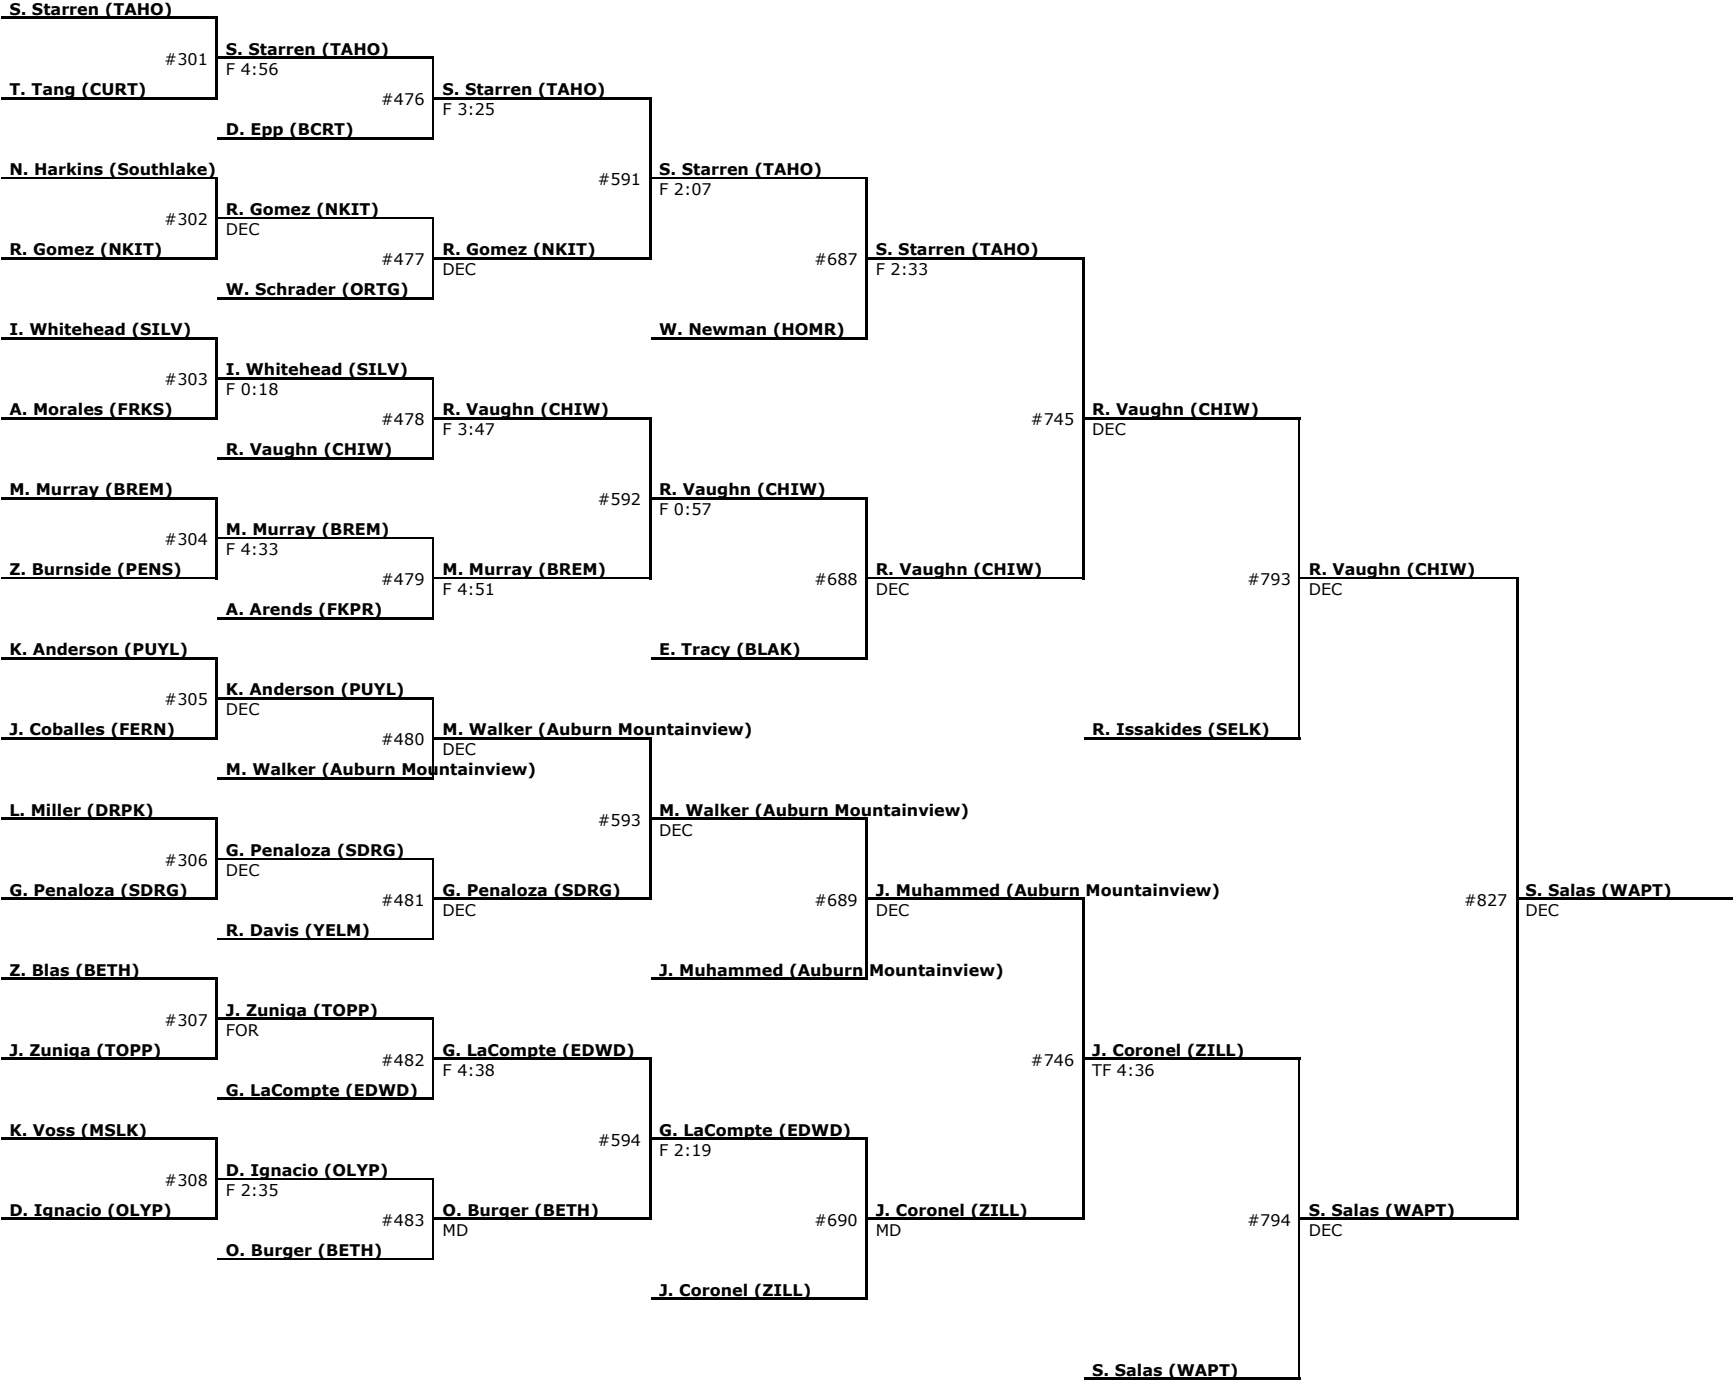 S. Starren (TAHO)
#301
S. Starren (TAHO)
F 4:56
T. Tang (CURT)
#476
S. Starren (TAHO)
F 3:25
D. Epp (BCRT)
N. Harkins (Southlake)
#591
S. Starren (TAHO)
F 2:07
#302
R. Gomez (NKIT)
DEC
R. Gomez (NKIT)
#477
R. Gomez (NKIT)
DEC
#687
S. Starren (TAHO)
F 2:33
W. Schrader (ORTG)
I. Whitehead (SILV)
W. Newman (HOMR)
#303
I. Whitehead (SILV)
F 0:18
A. Morales (FRKS)
#478
R. Vaughn (CHIW)
F 3:47
#745
R. Vaughn (CHIW)
DEC
R. Vaughn (CHIW)
M. Murray (BREM)
#592
R. Vaughn (CHIW)
F 0:57
#304
M. Murray (BREM)
F 4:33
Z. Burnside (PENS)
#479
M. Murray (BREM)
F 4:51
#688
R. Vaughn (CHIW)
DEC
#793
R. Vaughn (CHIW)
DEC
A. Arends (FKPR)
K. Anderson (PUYL)
E. Tracy (BLAK)
#305
K. Anderson (PUYL)
DEC
J. Coballes (FERN)
#480
M. Walker (Auburn Mountainview)
DEC
R. Issakides (SELK)
M. Walker (Auburn Mountainview)
L. Miller (DRPK)
#593
M. Walker (Auburn Mountainview)
DEC
#306
G. Penaloza (SDRG)
DEC
G. Penaloza (SDRG)
#481
G. Penaloza (SDRG)
DEC
#689
J. Muhammed (Auburn Mountainview)
DEC
#827
S. Salas (WAPT)
DEC
R. Davis (YELM)
Z. Blas (BETH)
J. Muhammed (Auburn Mountainview)
#307
J. Zuniga (TOPP)
FOR
J. Zuniga (TOPP)
#482
G. LaCompte (EDWD)
F 4:38
#746
J. Coronel (ZILL)
TF 4:36
G. LaCompte (EDWD)
K. Voss (MSLK)
#594
G. LaCompte (EDWD)
F 2:19
#308
D. Ignacio (OLYP)
F 2:35
D. Ignacio (OLYP)
#483
O. Burger (BETH)
MD
#690
J. Coronel (ZILL)
MD
#794
S. Salas (WAPT)
DEC
O. Burger (BETH)
J. Coronel (ZILL)
S. Salas (WAPT)